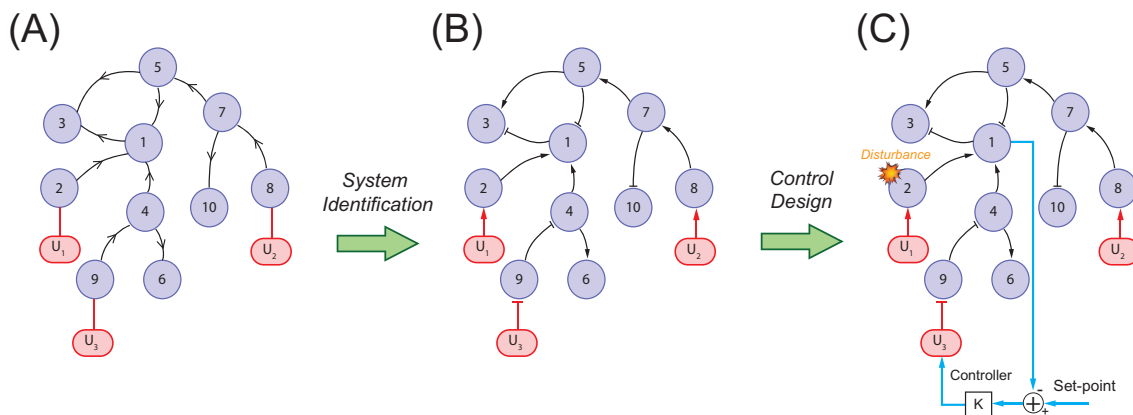 (A)
5
3
7
1
2
8
4
10
U1
U2
9
6
U3
System
Identification
(B)
5
3
7
1
2
8
4
10
U1
U2
9
6
U3
Control
Design
(C)
5
3
7
1
Disturbance
2
8
4
10
U1
U2
9
6
U3
Controller
Set-point
-
K
+
+